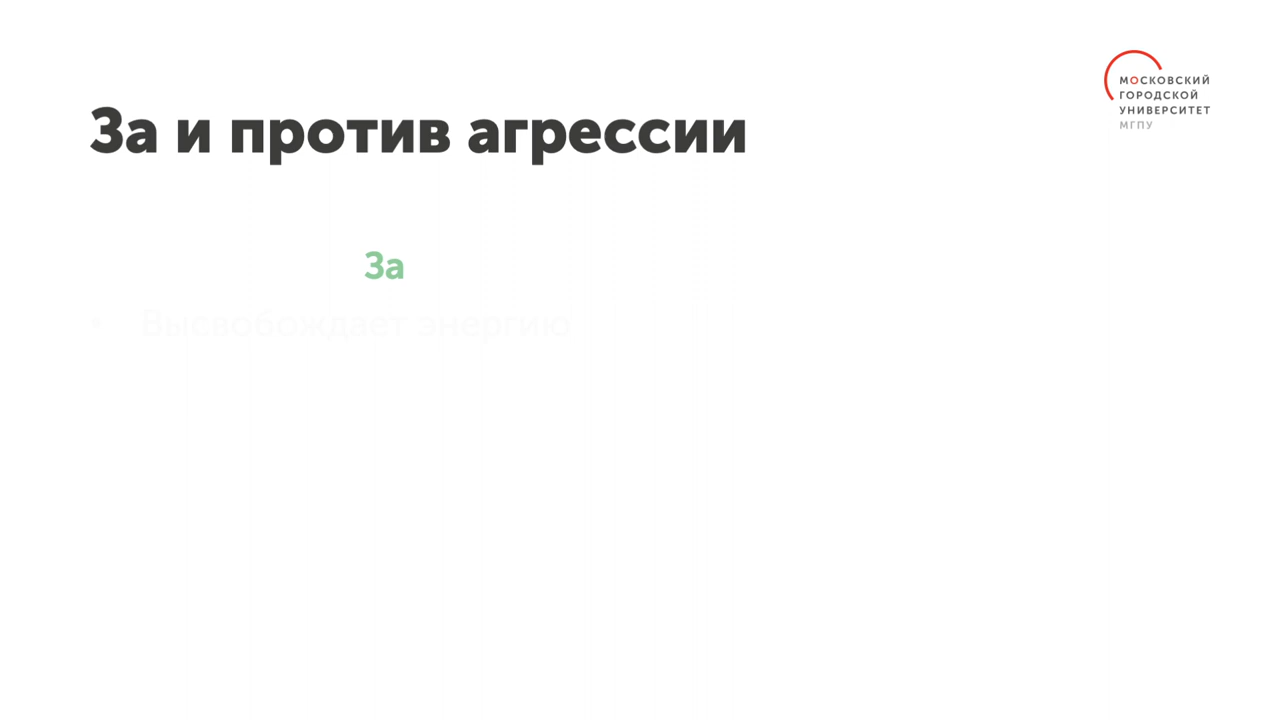 МОСКОВСКИЙ
ГОРОДСКОЙ
УНИВЕРСИТЕТ
МГПУ
За и против агрессии
За
• Высвобождает энергию